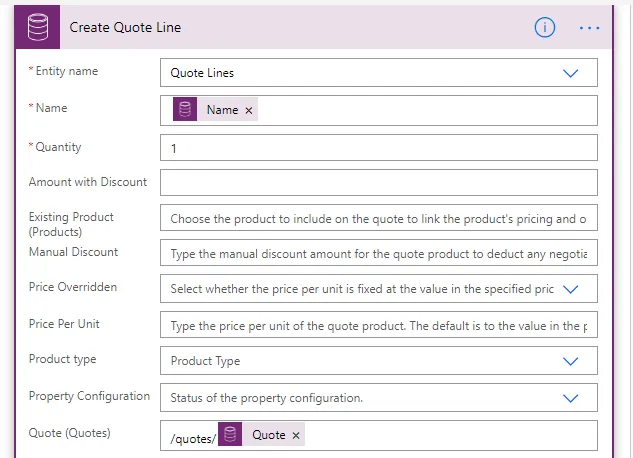 Create Quote Line
* Entity name
Quote Lines
* Name
Name ×
* Quantity
1
Amount with Discount
Existing Product
(Products)
Choose the product to include on the quote to link the product's pricing and o
Manual Discount
Type the manual discount amount for the quote product to deduct any negotia
Price Overridden
Select whether the price per unit is fixed at the value in the specified pric
Price Per Unit
Type the price per unit of the quote product. The default is to the value in the p
Product type
Product Type
Property Configuration
Status of the property configuration.
Quote (Quotes)
/quotes/ Quote ×